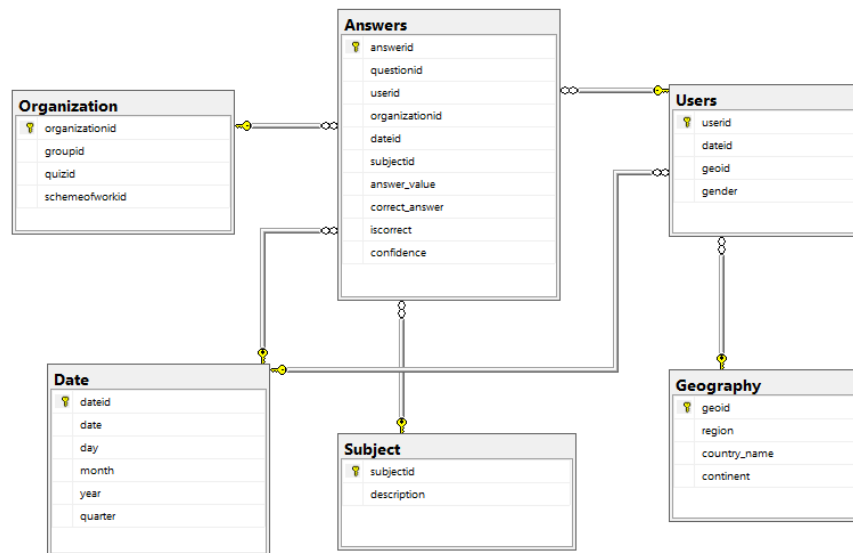 Answers
answerid
questionid
userid
organizationid
dateid
subjectid
answer_value
correct_answer
iscorrect
confidence
Organization
organizationid
groupid
quizid
schemeofworkid
Users
userid
dateid
geoid
gender
Date
dateid
date
day
month
year
quarter
Subject
subjectid
description
Geography
geoid
region
country_name
continent